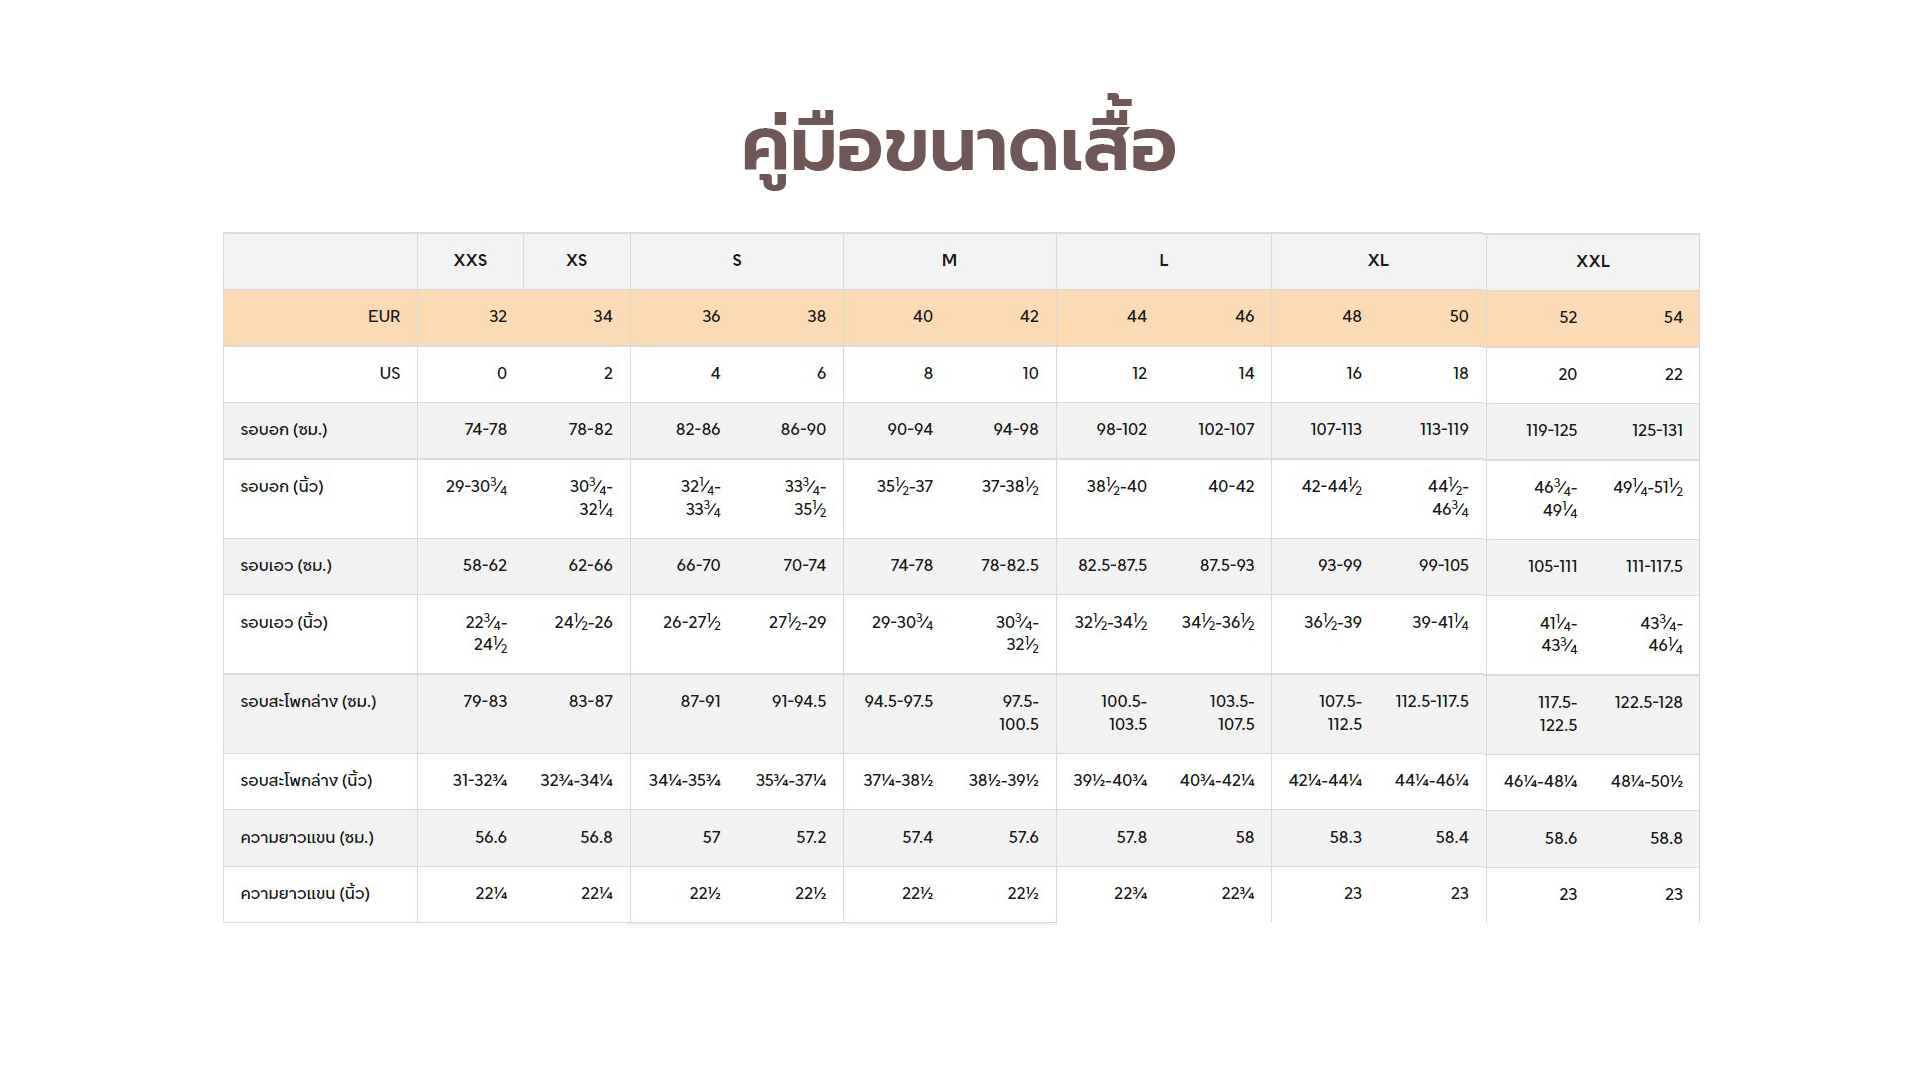 คู่มือขนาดเสื้อ
XXS XS S M L XL XXL
EUR 32 34 36 38 40 42 44 46 48 50 52 54
US 0 2 4 6 8 10 12 14 16 18 20 22
รอบอก (ซม.) 74-78 78-82 82-86 86-90 90-94 94-98 98-102 102-107 107-113 113-119 119-125 125-131
รอบอก (นิ้ว) 29-30¾ 30¾- 32¼- 33¾- 35½-37 37-38½ 38½-40 40-42 42-44½ 44½- 46¾- 49¼-51½
32¼ 33¾ 35½ 46¾ 49¼
รอบเอว (ซม.) 58-62 62-66 66-70 70-74 74-78 78-82.5 82.5-87.5 87.5-93 93-99 99-105 105-111 111-117.5
รอบเอว (นิ้ว) 22¾- 24½-26 26-27½ 27½-29 29-30¾ 30¾- 32½-34½ 34½-36½ 36½-39 39-41¼ 41¼- 43¾-
24½ 32½ 43¾ 46¼
รอบสะโพกล่าง (ซม.) 79-83 83-87 87-91 91-94.5 94.5-97.5 97.5- 100.5- 103.5- 107.5- 112.5-117.5 117.5- 122.5-128
100.5 103.5 107.5 112.5 122.5
รอบสะโพกล่าง (นิ้ว) 31-32¾ 32¾-34¼ 34¼-35¾ 35¾-37¼ 37¼-38½ 38½-39½ 39½-40¾ 40¾-42¼ 42¼-44¼ 44¼-46¼ 46¼-48¼ 48¼-50½
ความยาวแขน (ซม.) 56.6 56.8 57 57.2 57.4 57.6 57.8 58 58.3 58.4 58.6 58.8
ความยาวแขน (นิ้ว) 22¼ 22¼ 22½ 22½ 22½ 22½ 22¾ 22¾ 23 23 23 23